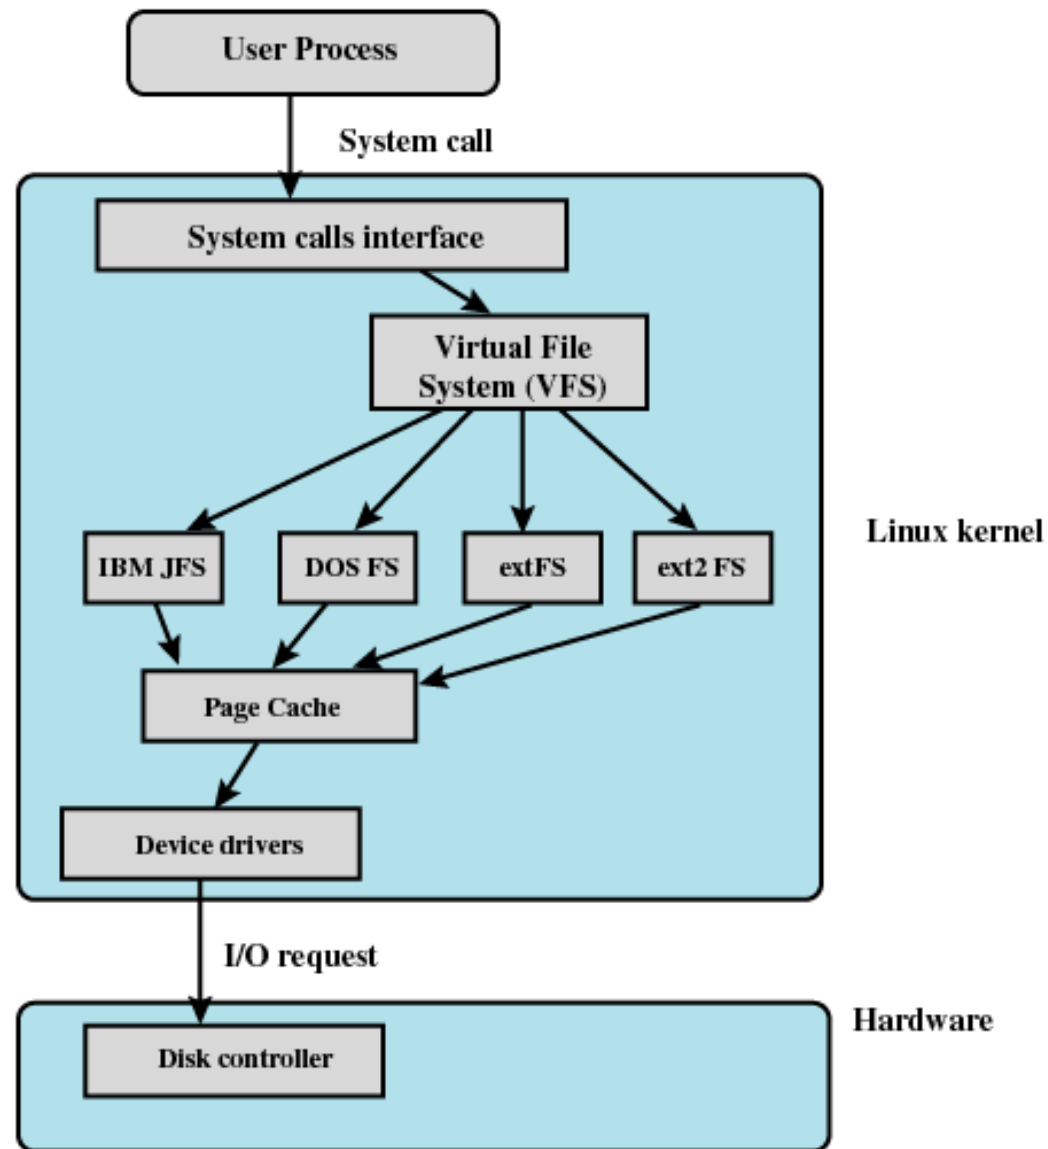 User Process
System call
System calls interface
Virtual File
System (VFS)
Linux kernel
IBM JFS
DOS FS
extFS
ext2 FS
Page Cache
Device drivers
I/O request
Hardware
Disk controller